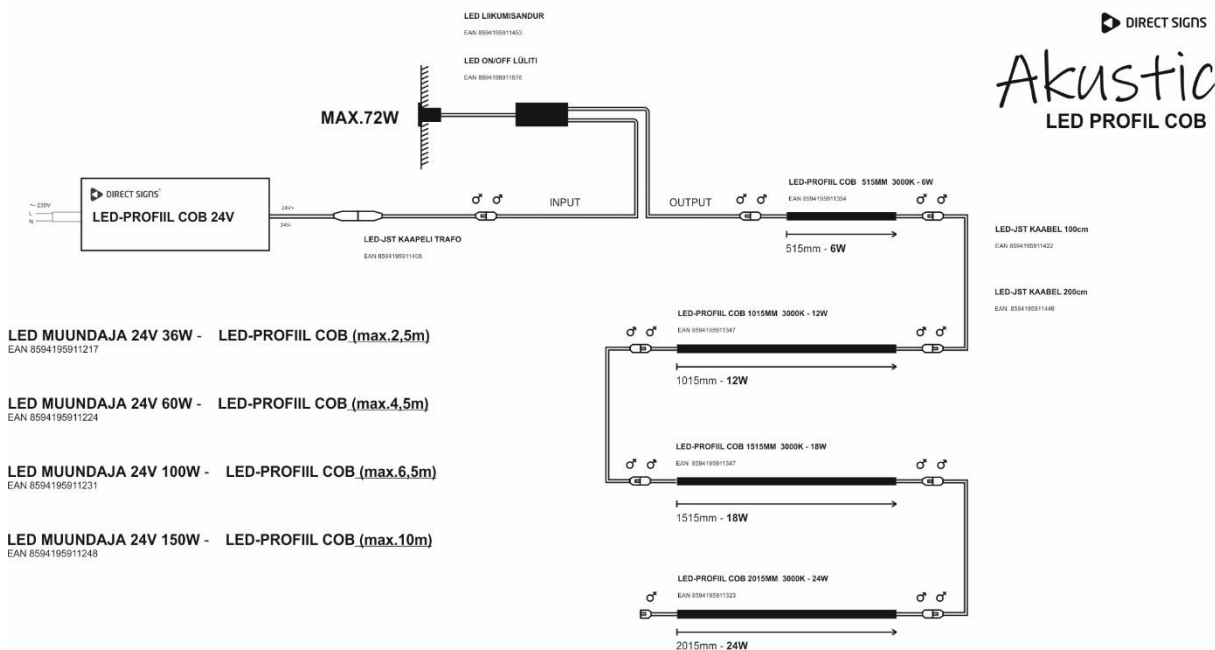 LED LIIKUMISANDUR
EAN 8594195911453
LED ON/OFF LÜLITI
EAN 8594195911676
DIRECT SIGNS
Akustic
LED PROFIL COB
MAX.72W
DIRECT SIGNS
LED-PROFIIL COB 24V
~ 230V
L
N
24V+
24V-
INPUT
OUTPUT
LED-JST KAAPELI TRAFO
EAN 8594195911408
LED-PROFIIL COB 515MM 3000K - 6W
EAN 8594195911354
515mm - 6W
LED-JST KAABEL 100cm
EAN 8594195911422
LED-JST KAABEL 200cm
EAN 8594195911446
LED-PROFIIL COB 1015MM 3000K - 12W
EAN 8594195911347
1015mm - 12W
LED-PROFIIL COB 1515MM 3000K - 18W
EAN 8594195911347
1515mm - 18W
LED-PROFIIL COB 2015MM 3000K - 24W
EAN 8594195911323
2015mm - 24W
LED MUUNDAJA 24V 36W - LED-PROFIIL COB (max.2,5m)
EAN 8594195911217
LED MUUNDAJA 24V 60W - LED-PROFIIL COB (max.4,5m)
EAN 8594195911224
LED MUUNDAJA 24V 100W - LED-PROFIIL COB (max.6,5m)
EAN 8594195911231
LED MUUNDAJA 24V 150W - LED-PROFIIL COB (max.10m)
EAN 8594195911248